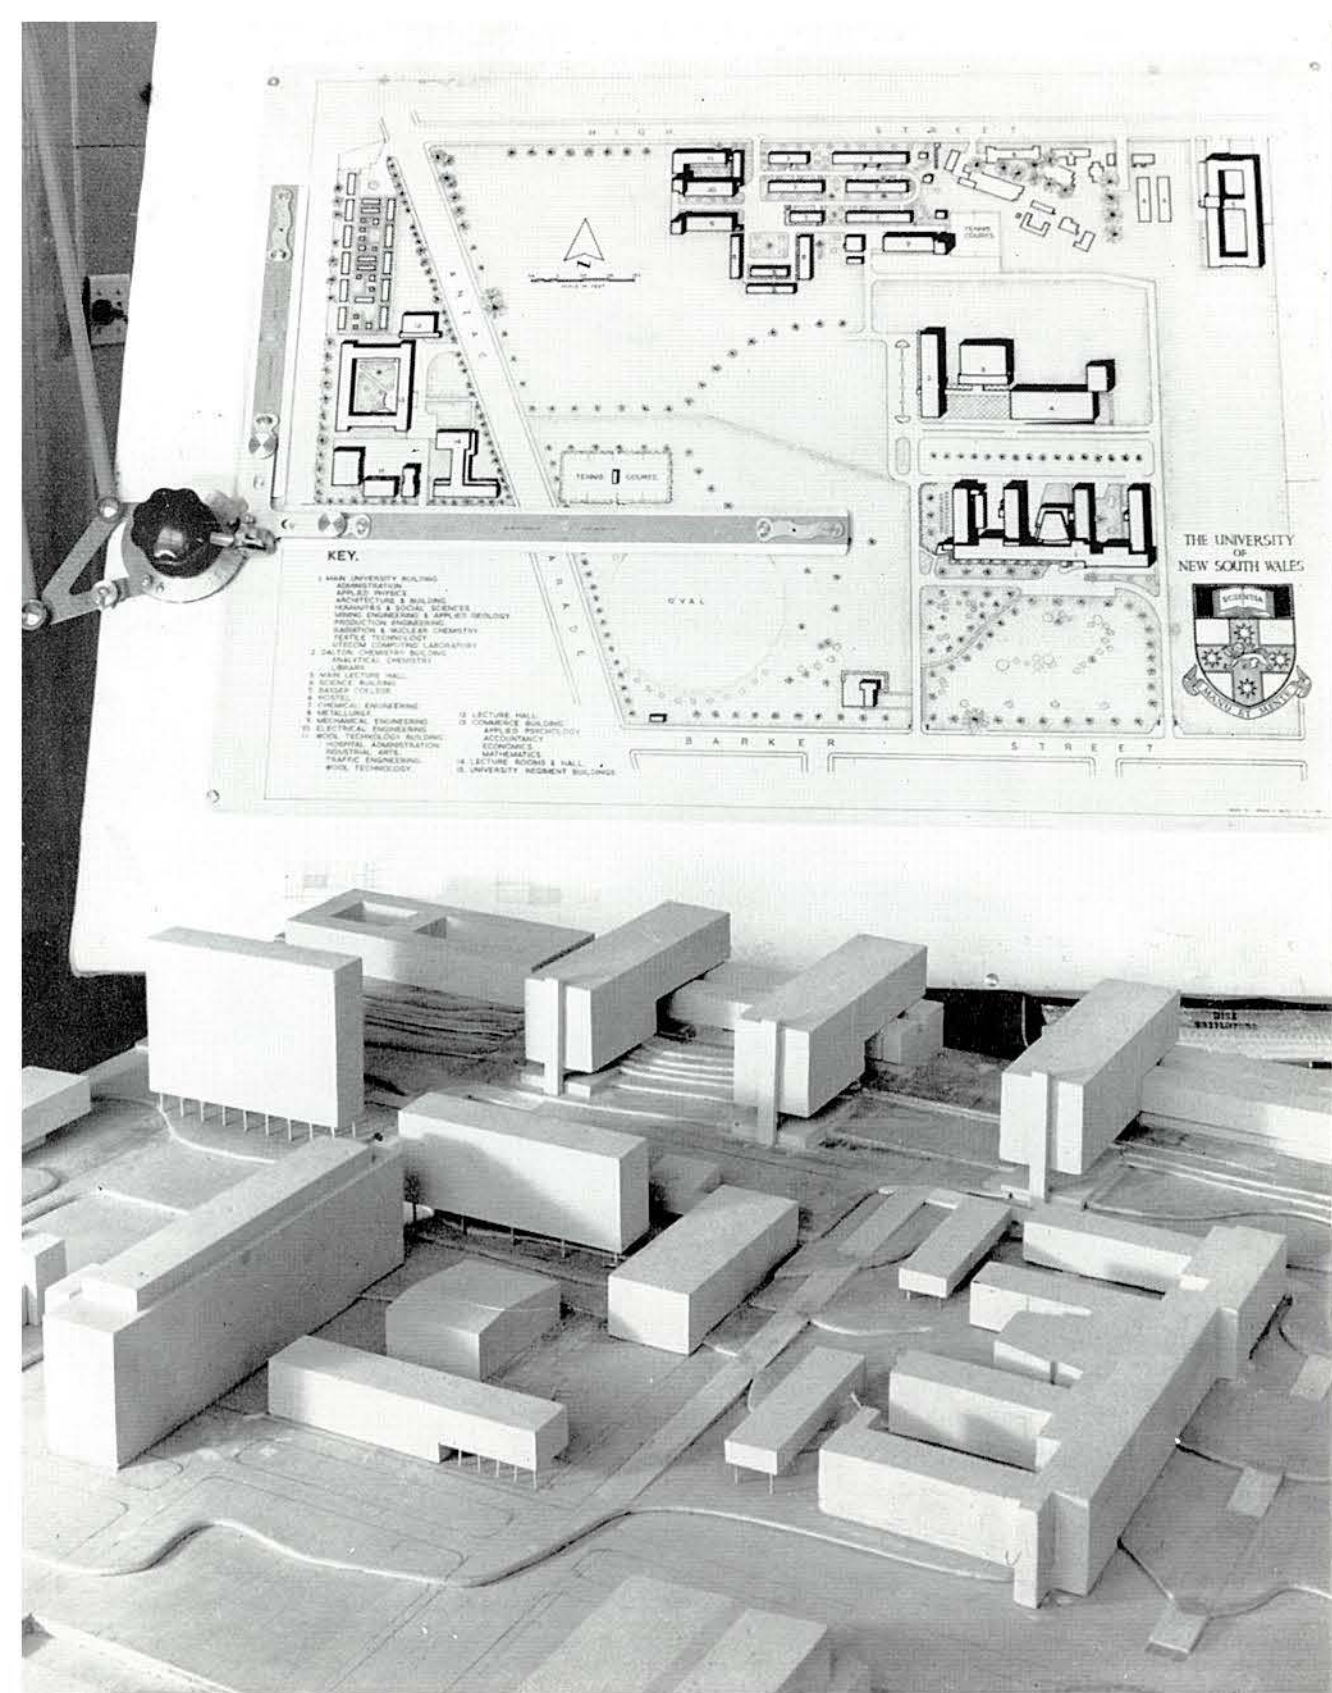 HIGH STREET
ANZAC
PARADE
TENNIS
COURTS
SCALE IN FEET
TENNIS COURTS
OVAL
BARKER STREET
THE UNIVERSITY
OF
NEW SOUTH WALES
SCIENTIA
MANU ET MENTE
KEY.
1 MAIN UNIVERSITY BUILDING
ADMINISTRATION
APPLIED PHYSICS
ARCHITECTURE & BUILDING
HUMANITIES & SOCIAL SCIENCES
MINING ENGINEERING & APPLIED GEOLOGY
PRODUCTION ENGINEERING
RADIATION & NUCLEAR CHEMISTRY
TEXTILE TECHNOLOGY
UTECOM COMPUTING LABORATORY
2 DALTON CHEMISTRY BUILDING
ANALYTICAL CHEMISTRY
LIBRARY
3 MAIN LECTURE HALL
4 SCIENCE BUILDING
5 BASSER COLLEGE
6 HOSTEL
7 CHEMICAL ENGINEERING
8 METALLURGY
9 MECHANICAL ENGINEERING
10 ELECTRICAL ENGINEERING
11 WOOL TECHNOLOGY BUILDING
HOSPITAL ADMINISTRATION
INDUSTRIAL ARTS
TRAFFIC ENGINEERING
WOOL TECHNOLOGY
12 LECTURE HALL
13 COMMERCE BUILDING
APPLIED PSYCHOLOGY
ACCOUNTANCY
ECONOMICS
MATHEMATICS
14 LECTURE ROOMS & HALL
15 UNIVERSITY REGIMENT BUILDINGS